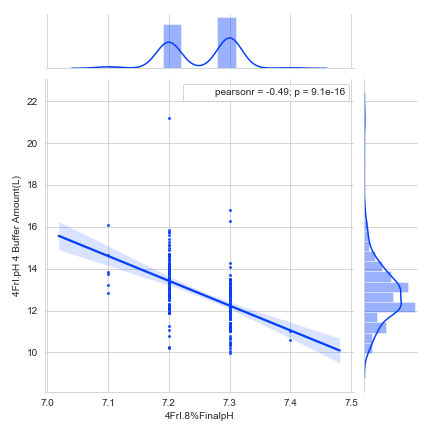 pearsonr = -0.49; p = 9.1e-16
22
20
18
16
14
12
10
4Frl.pH 4 Buffer Amount(L)
7.0 7.1 7.2 7.3 7.4 7.5
4Frl.8%FinalpH